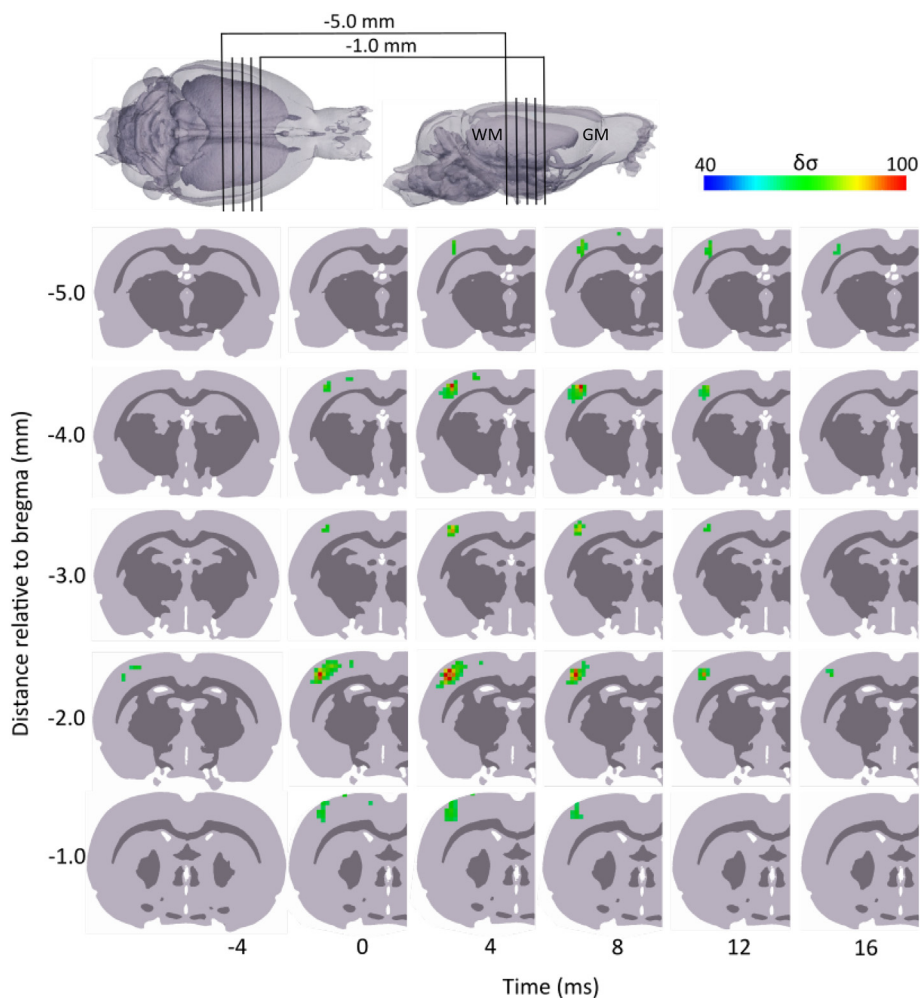 -5.0 mm
-1.0 mm
WM
GM
40 δσ 100
Distance relative to bregma (mm)
-5.0
-4.0
-3.0
-2.0
-1.0
-4 0 4 8 12 16
Time (ms)